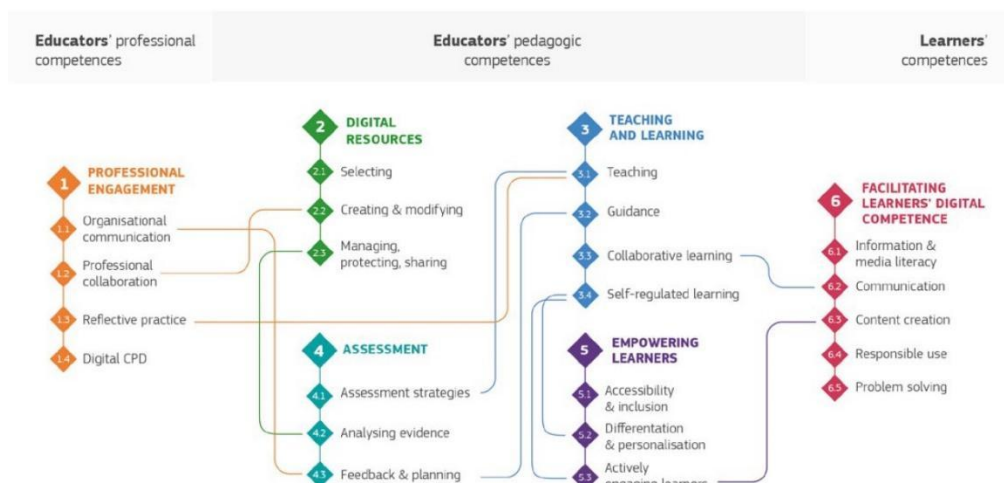 Educators' professional
competences
Educators' pedagogic
competences
Learners'
competences
1
PROFESSIONAL
ENGAGEMENT
1.1
Organisational
communication
1.2
Professional
collaboration
1.3
Reflective practice
1.4
Digital CPD
2
DIGITAL
RESOURCES
2.1
Selecting
2.2
Creating & modifying
2.3
Managing,
protecting, sharing
4
ASSESSMENT
4.1
Assessment strategies
4.2
Analysing evidence
4.3
Feedback & planning
3
TEACHING
AND LEARNING
3.1
Teaching
3.2
Guidance
3.3
Collaborative learning
3.4
Self-regulated learning
5
EMPOWERING
LEARNERS
5.1
Accessibility
& inclusion
5.2
Differentation
& personalisation
5.3
Actively
engaging learners
6
FACILITATING
LEARNERS' DIGITAL
COMPETENCE
6.1
Information &
media literacy
6.2
Communication
6.3
Content creation
6.4
Responsible use
6.5
Problem solving